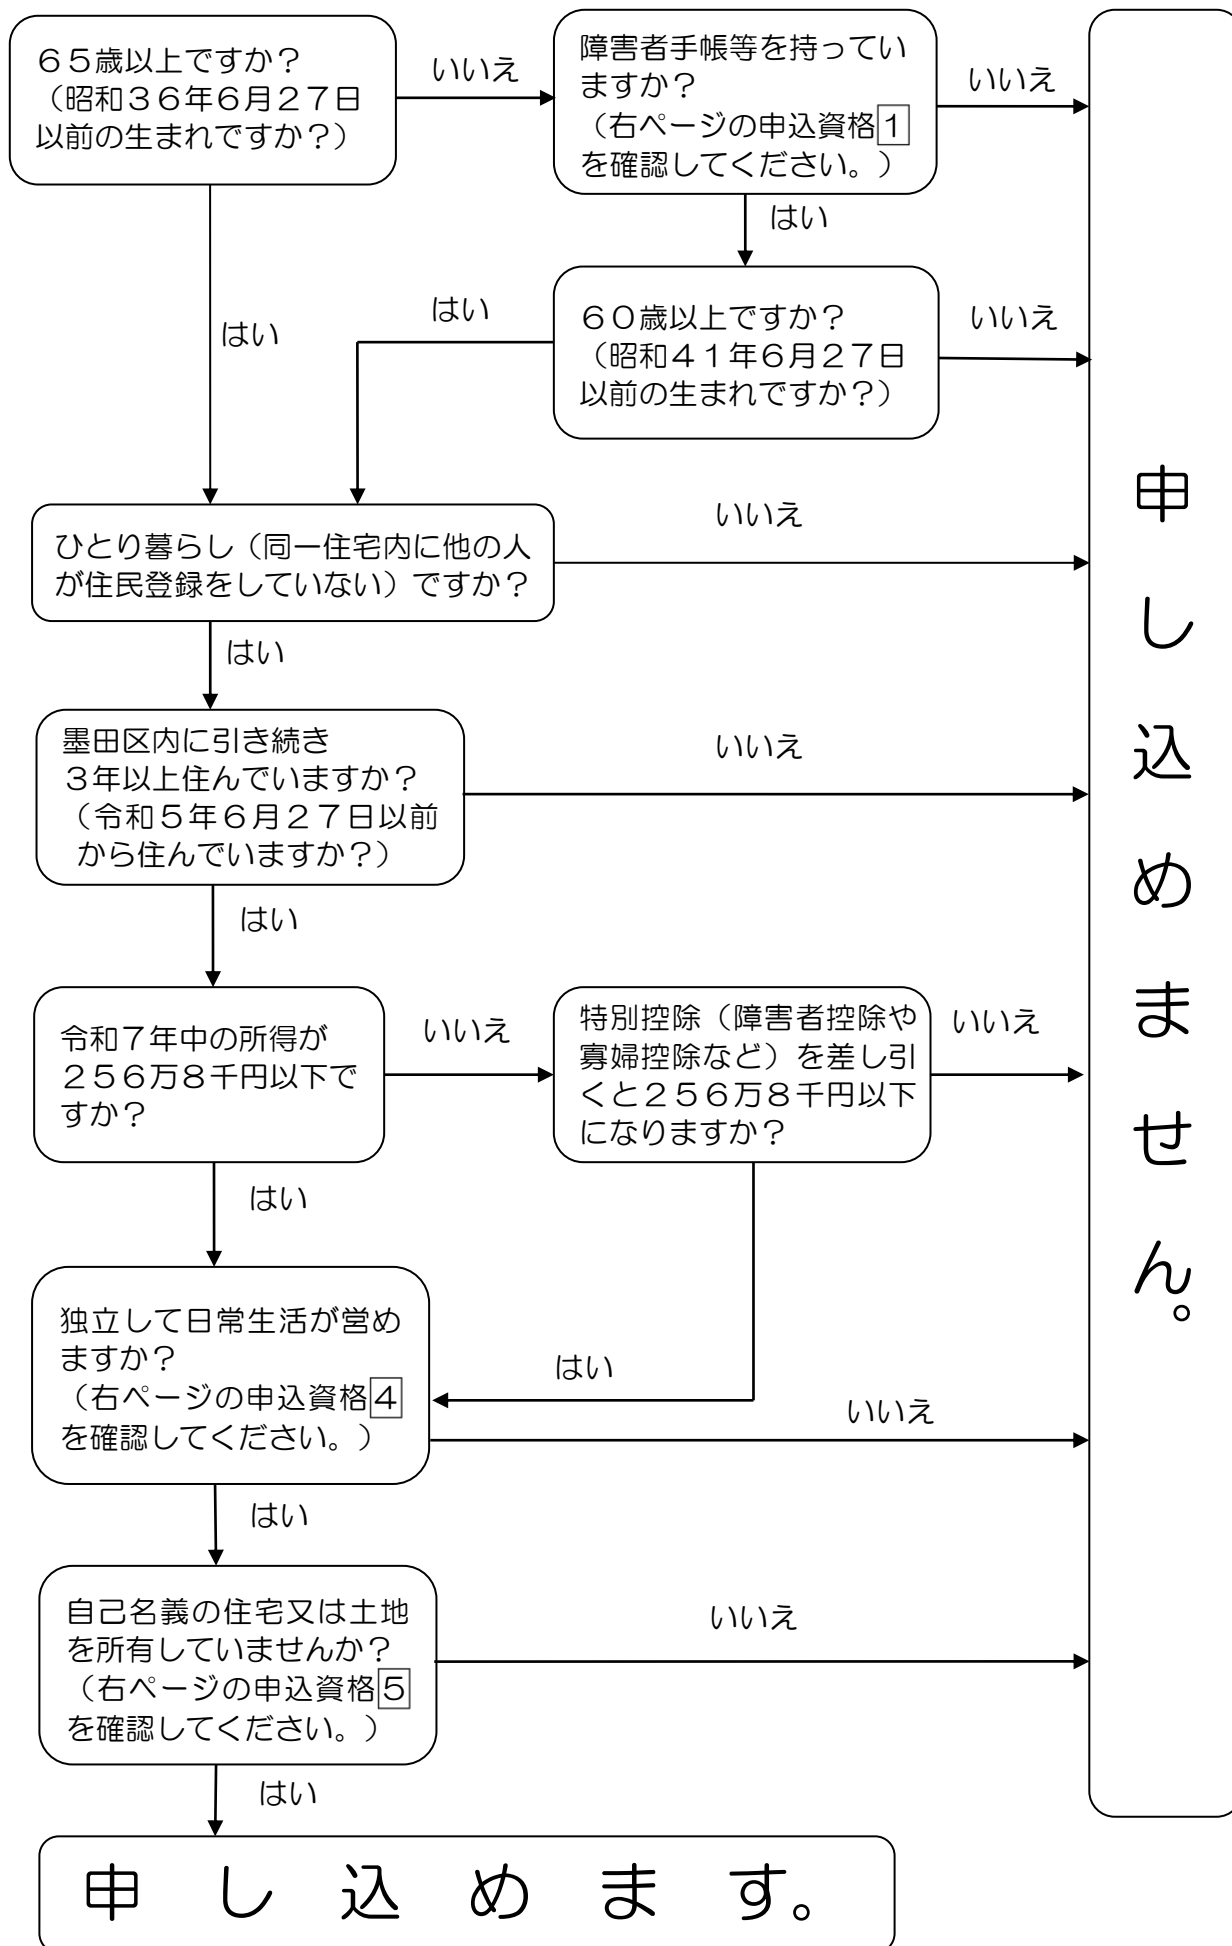 ６５歳以上ですか？
（昭和３６年６月２７日
以前の生まれですか？）
いいえ
障害者手帳等を持ってい
ますか？
（右ページの申込資格1
を確認してください。）
いいえ
はい
はい
はい
６０歳以上ですか？
（昭和４１年６月２７日
以前の生まれですか？）
いいえ
ひとり暮らし（同一住宅内に他の人
が住民登録をしていない）ですか？
いいえ
はい
墨田区内に引き続き
３年以上住んでいますか？
（令和５年６月２７日以前
から住んでいますか？）
いいえ
はい
令和７年中の所得が
２５６万８千円以下で
すか？
いいえ
特別控除（障害者控除や
寡婦控除など）を差し引
くと２５６万８千円以下
になりますか？
いいえ
はい
はい
独立して日常生活が営め
ますか？
（右ページの申込資格4
を確認してください。）
いいえ
はい
自己名義の住宅又は土地
を所有していませんか？
（右ページの申込資格5
を確認してください。）
いいえ
はい
申し込めます。
申し込めません。